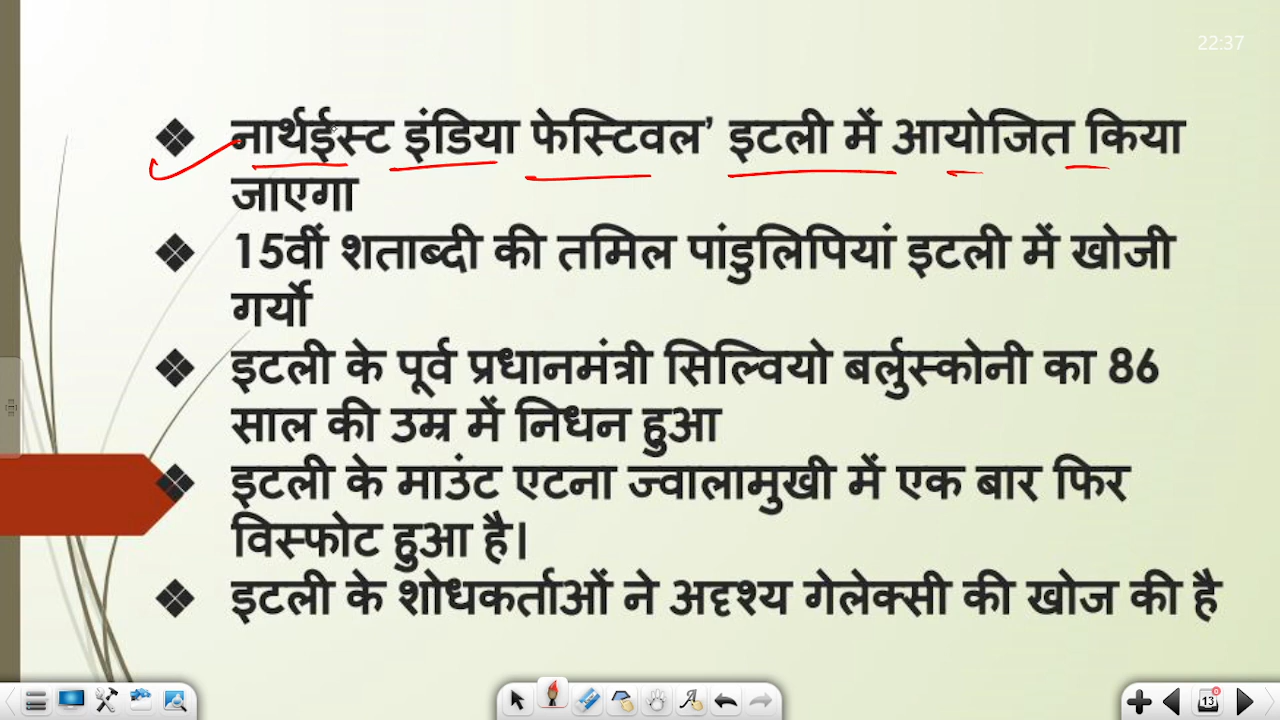 22:37
❖ नार्थईस्ट इंडिया फेस्टिवल’ इटली में आयोजित किया
जाएगा
❖ 15वीं शताब्दी की तमिल पांडुलिपियां इटली में खोजी
गयीं
❖ इटली के पूर्व प्रधानमंत्री सिल्वियो बर्लुस्कोनी का 86
साल की उम्र में निधन हुआ
❖ इटली के माउंट एटना ज्वालामुखी में एक बार फिर
विस्फोट हुआ है।
❖ इटली के शोधकर्ताओं ने अदृश्य गेलेक्सी की खोज की है
13